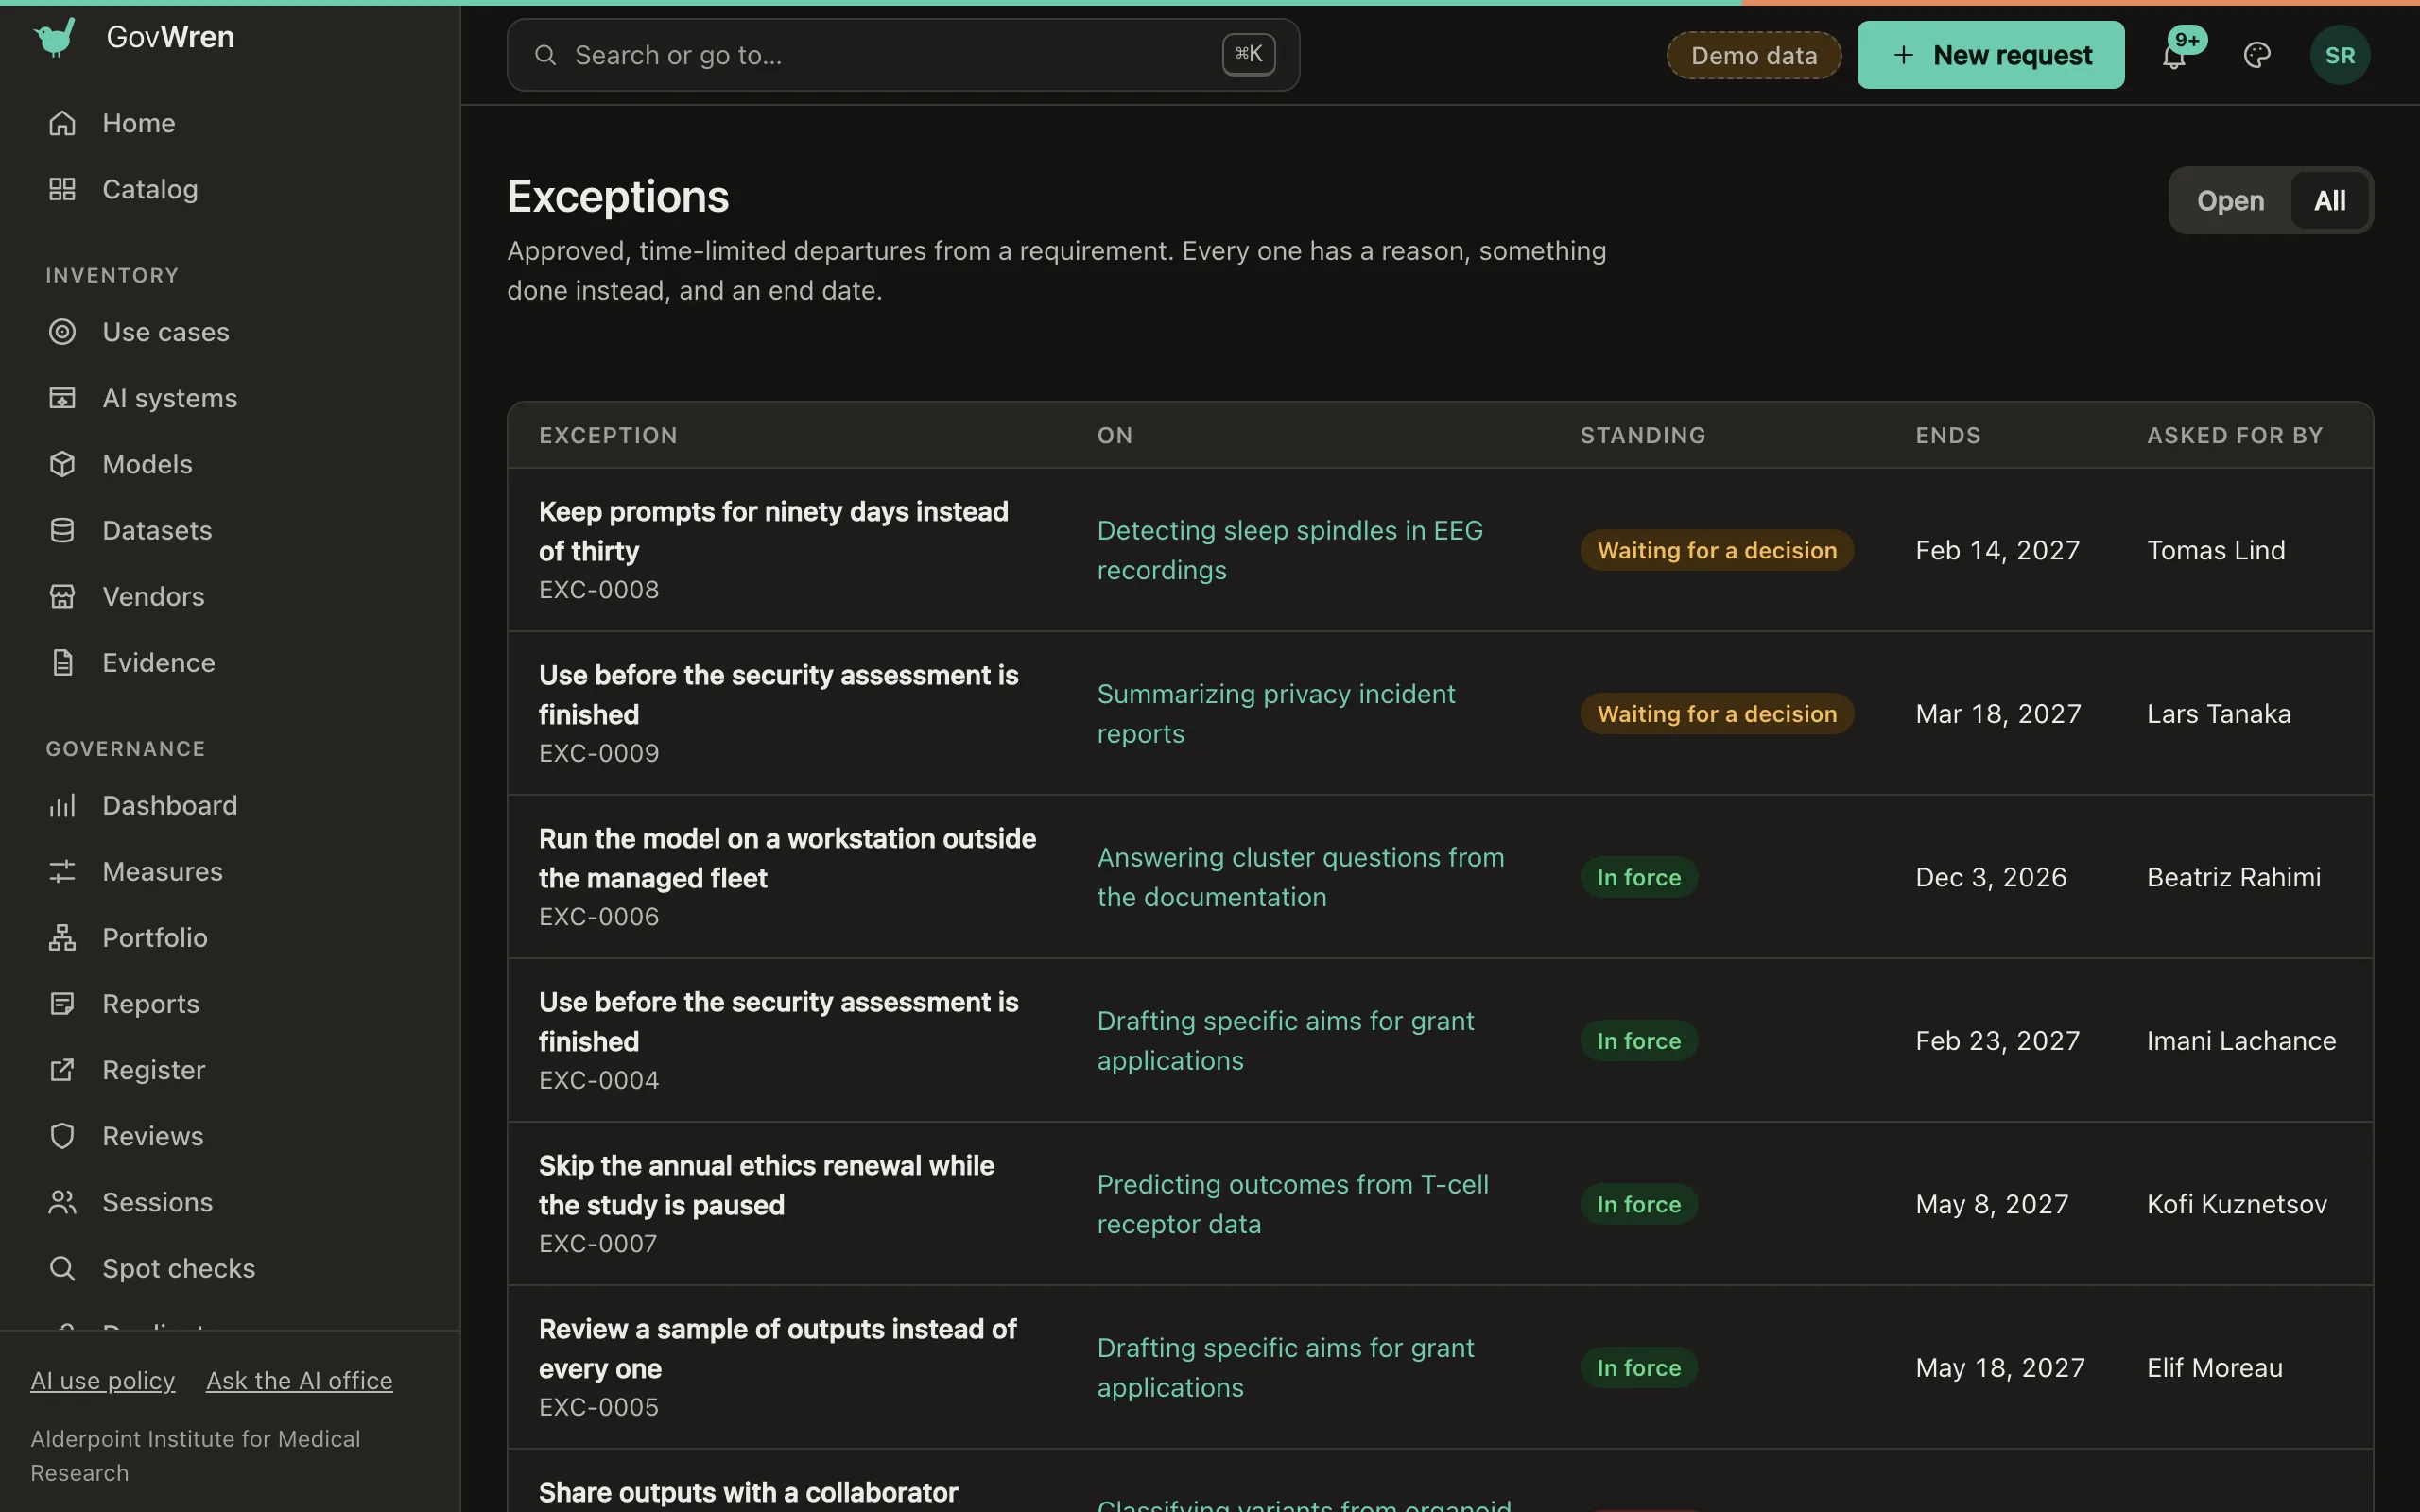 GovWren
Search or go to...
⌘K
Demo data
+ New request
9+
SR
Home
Catalog
INVENTORY
Use cases
AI systems
Models
Datasets
Vendors
Evidence
GOVERNANCE
Dashboard
Measures
Portfolio
Reports
Register
Reviews
Sessions
Spot checks
AI use policy
Ask the AI office
Alderpoint Institute for Medical
Research
Exceptions
Approved, time-limited departures from a requirement. Every one has a reason, something
done instead, and an end date.
Open
All
EXCEPTION
ON
STANDING
ENDS
ASKED FOR BY
Keep prompts for ninety days instead
of thirty
EXC-0008
Detecting sleep spindles in EEG
recordings
Waiting for a decision
Feb 14, 2027
Tomas Lind
Use before the security assessment is
finished
EXC-0009
Summarizing privacy incident
reports
Waiting for a decision
Mar 18, 2027
Lars Tanaka
Run the model on a workstation outside
the managed fleet
EXC-0006
Answering cluster questions from
the documentation
In force
Dec 3, 2026
Beatriz Rahimi
Use before the security assessment is
finished
EXC-0004
Drafting specific aims for grant
applications
In force
Feb 23, 2027
Imani Lachance
Skip the annual ethics renewal while
the study is paused
EXC-0007
Predicting outcomes from T-cell
receptor data
In force
May 8, 2027
Kofi Kuznetsov
Review a sample of outputs instead of
every one
EXC-0005
Drafting specific aims for grant
applications
In force
May 18, 2027
Elif Moreau
Share outputs with a collaborator
Classifying variants from organoid